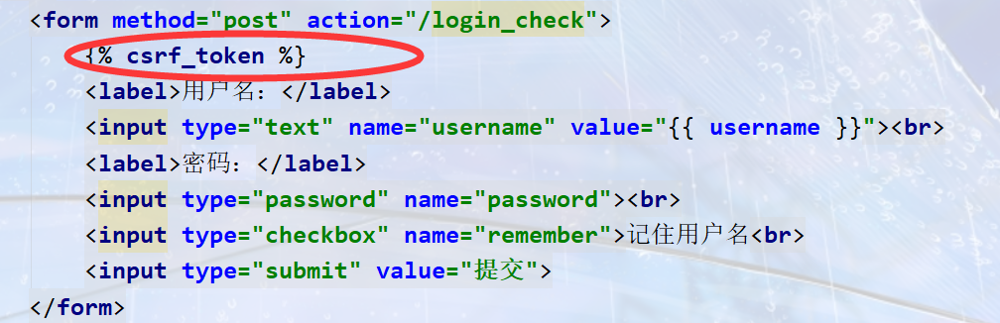 <form method="post" action="/login_check">
{% csrf_token %}
<label>用户名：</label>
<input type="text" name="username" value="{{ username }}"><br>
<label>密码：</label>
<input type="password" name="password"><br>
<input type="checkbox" name="remember">记住用户名<br>
<input type="submit" value="提交">
</form>